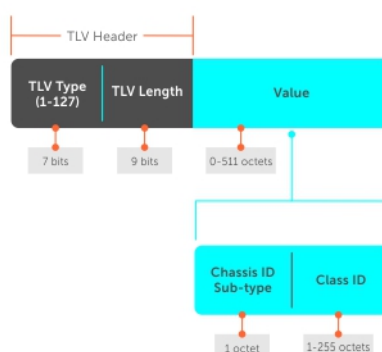 TLV Header
TLV Type
(1-127)
TLV Length
Value
7 bits
9 bits
0-511 octets
Chassis ID
Sub-type
Class ID
1 octet
1-255 octets